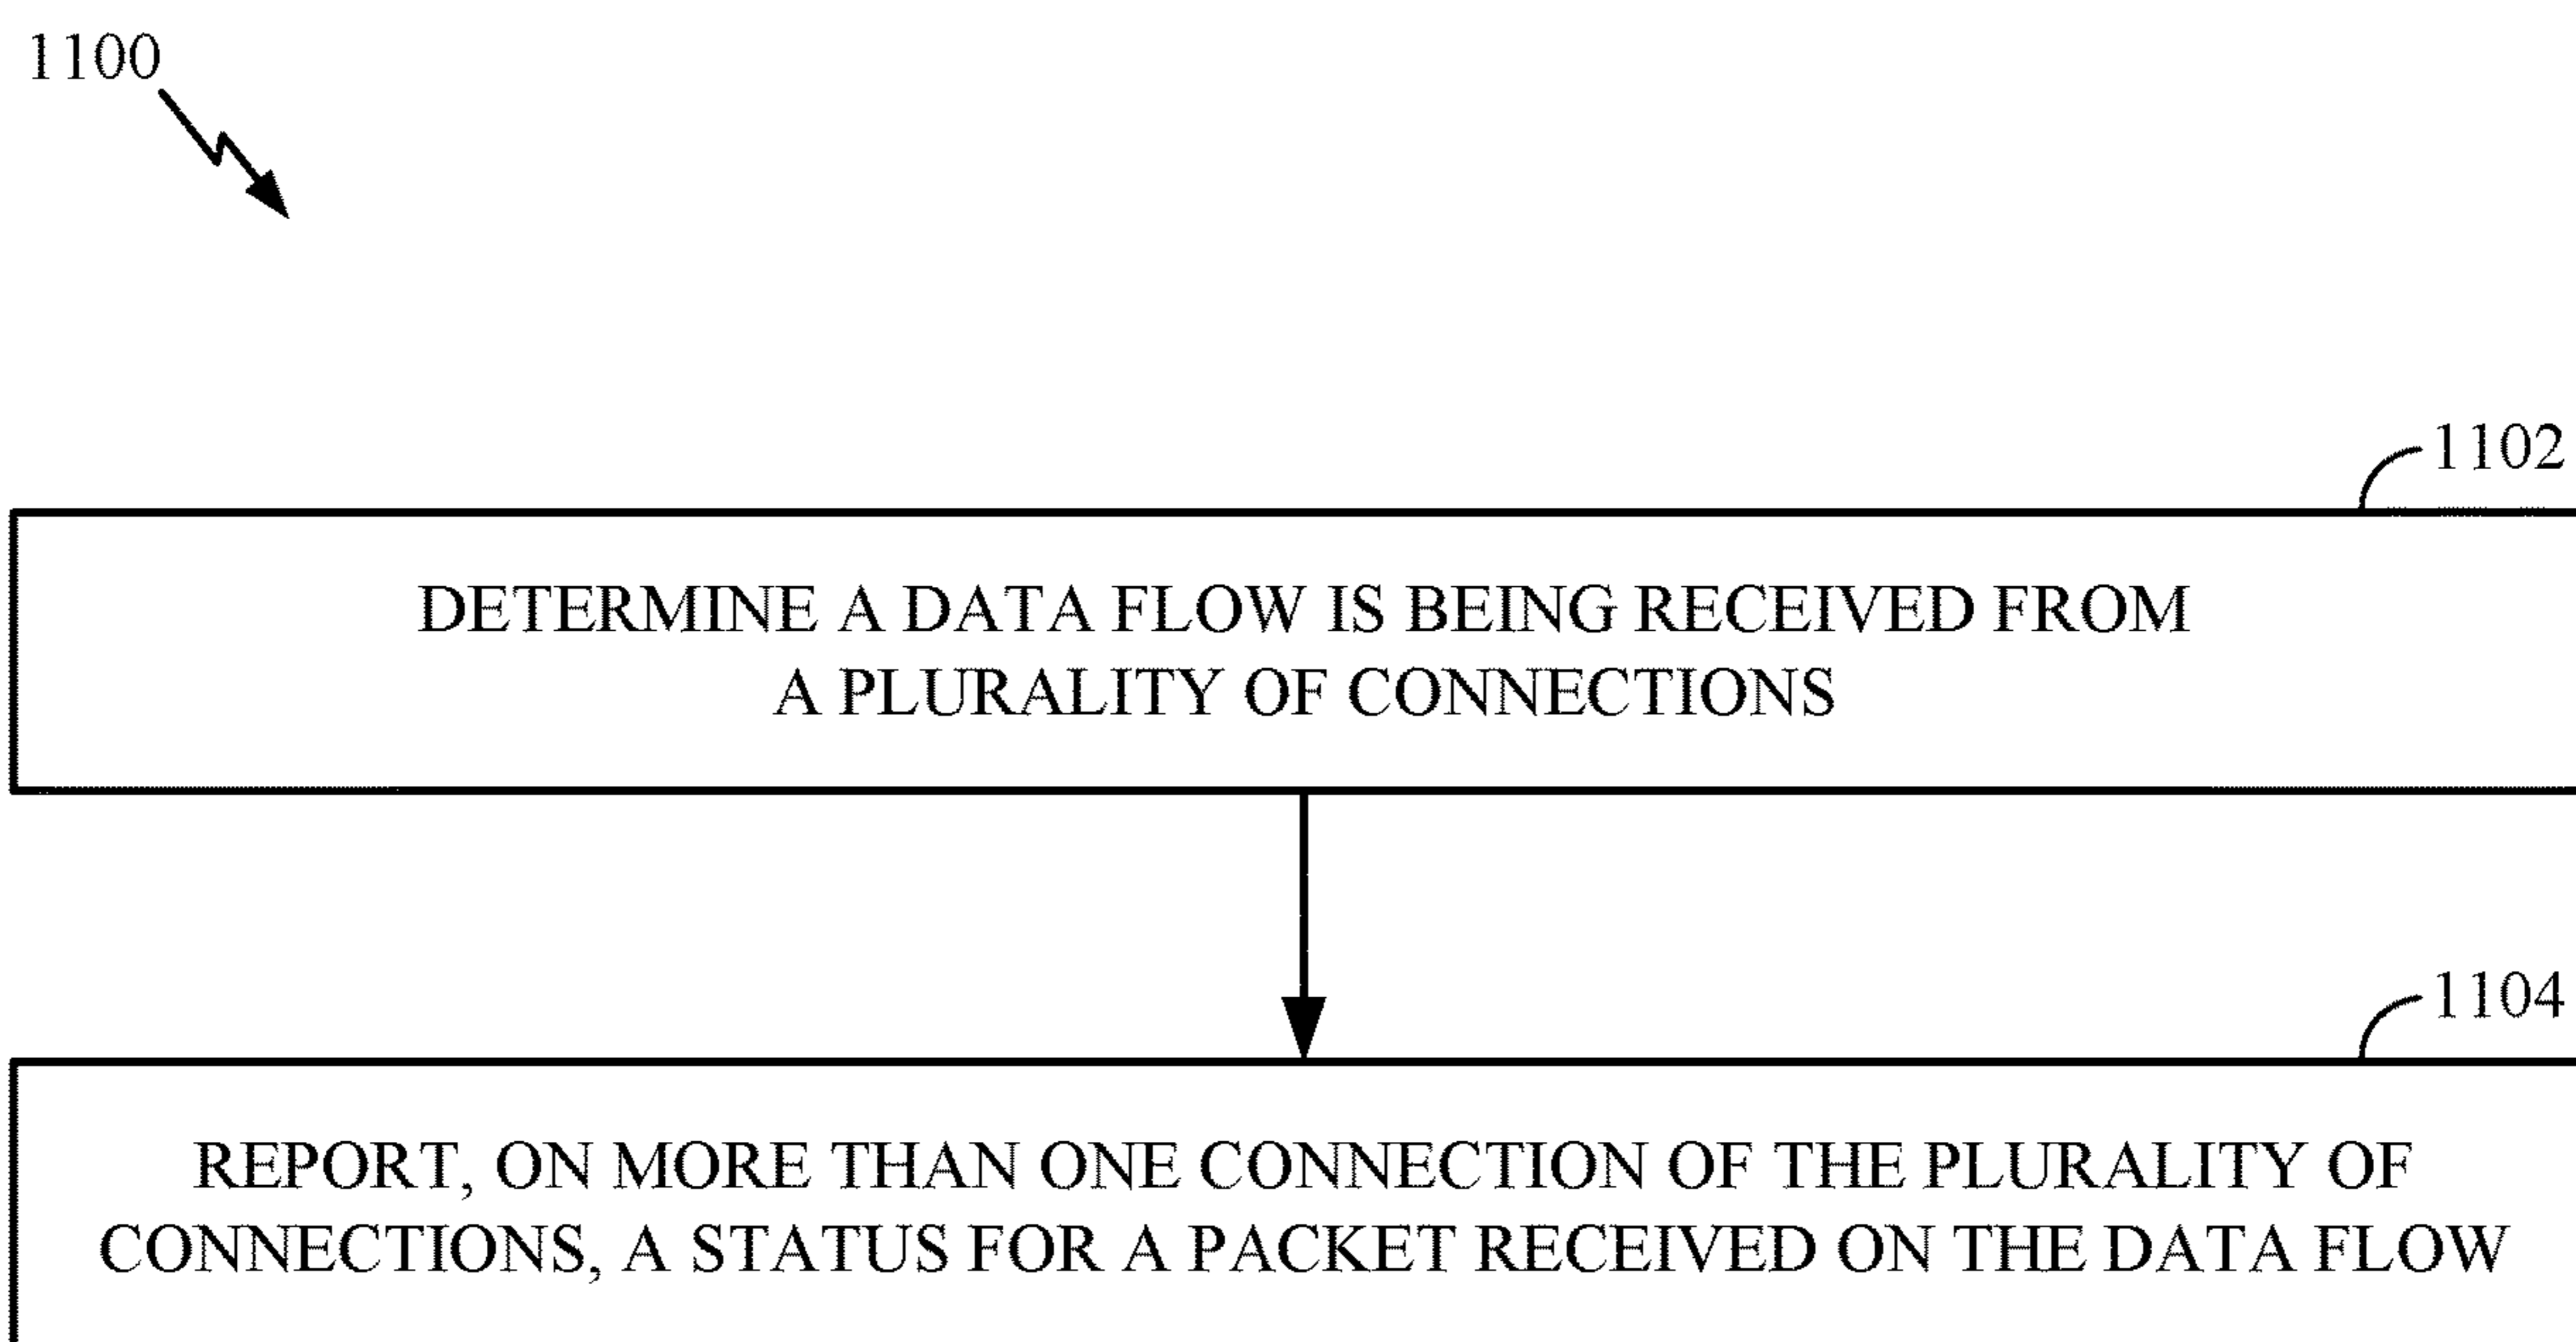 1100
1102
DETERMINE A DATA FLOW IS BEING RECEIVED FROM
A PLURALITY OF CONNECTIONS
1104
REPORT, ON MORE THAN ONE CONNECTION OF THE PLURALITY OF
CONNECTIONS, A STATUS FOR A PACKET RECEIVED ON THE DATA FLOW